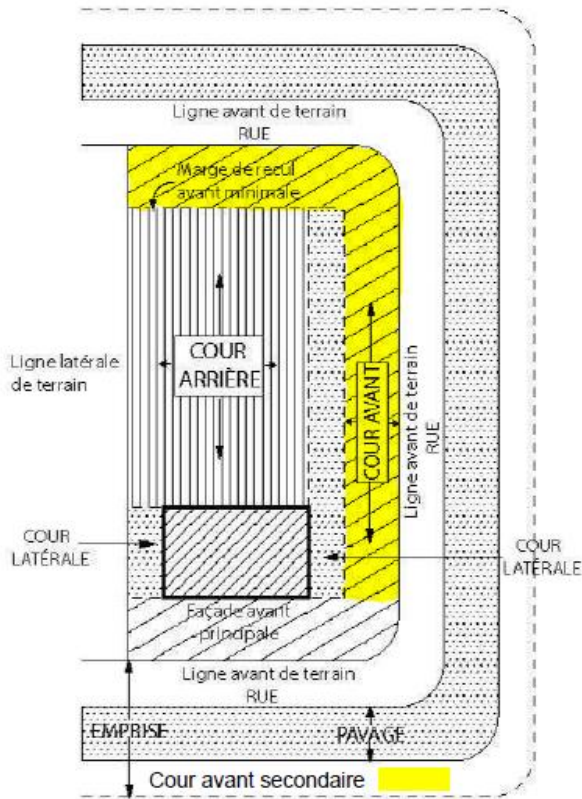 Ligne avant de terrain
RUE
Marge de recul
avant minimale
COUR
ARRIÈRE
Ligne latérale
de terrain
COUR AVANT
Ligne avant de terrain
RUE
COUR
LATÉRALE
COUR
LATÉRALE
Façade avant
principale
Ligne avant de terrain
RUE
EMPRISE
PAVAGE
Cour avant secondaire